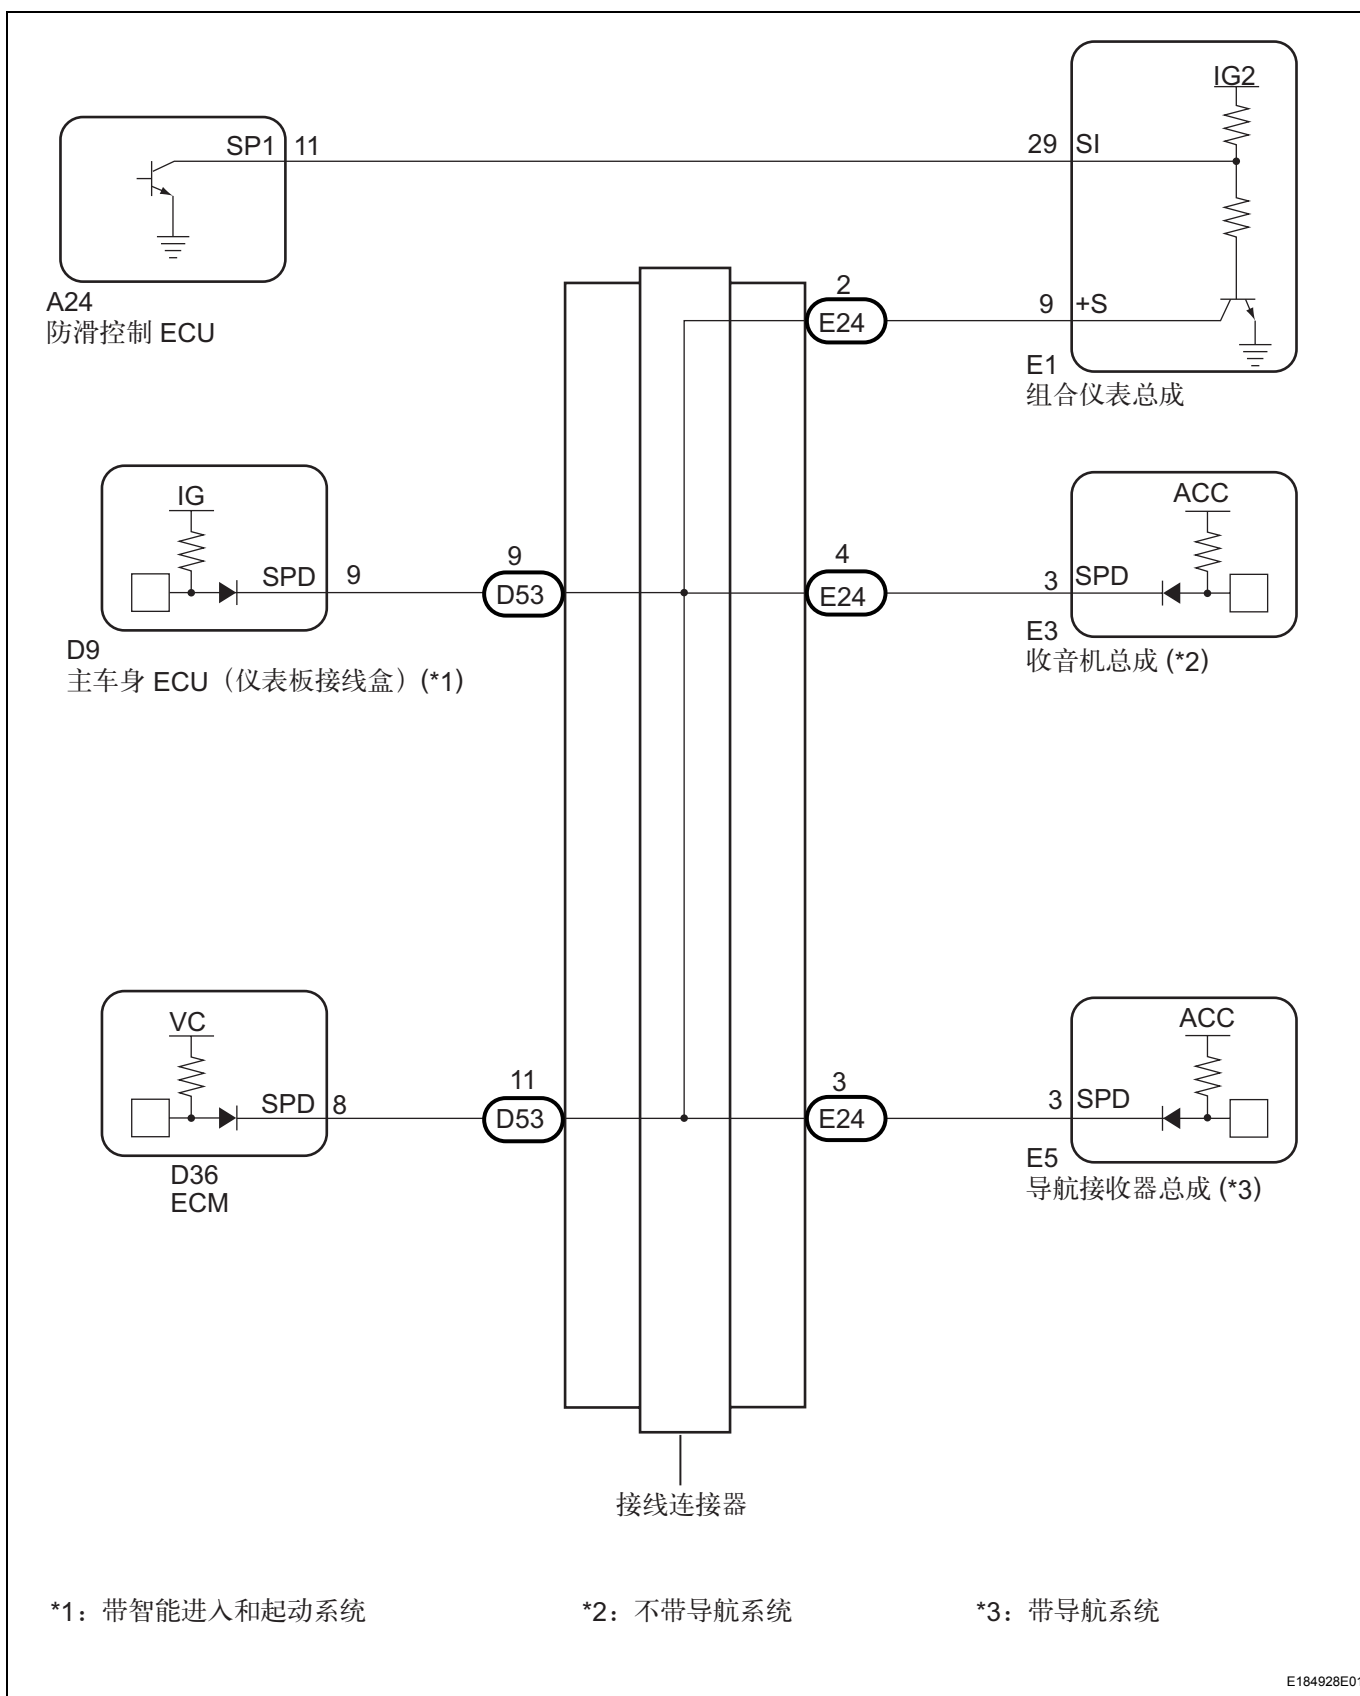 IG2
SP1 11
29 SI
A24
防滑控制 ECU
2
E24
9 +S
E1
组合仪表总成
IG
SPD 9
9
D53
4
E24
ACC
3 SPD
D9
主车身 ECU（仪表板接线盒）(*1)
E3
收音机总成 (*2)
VC
SPD 8
11
D53
3
E24
ACC
3 SPD
D36
ECM
E5
导航接收器总成 (*3)
接线连接器
*1：带智能进入和起动系统 *2：不带导航系统 *3：带导航系统
E184928E01